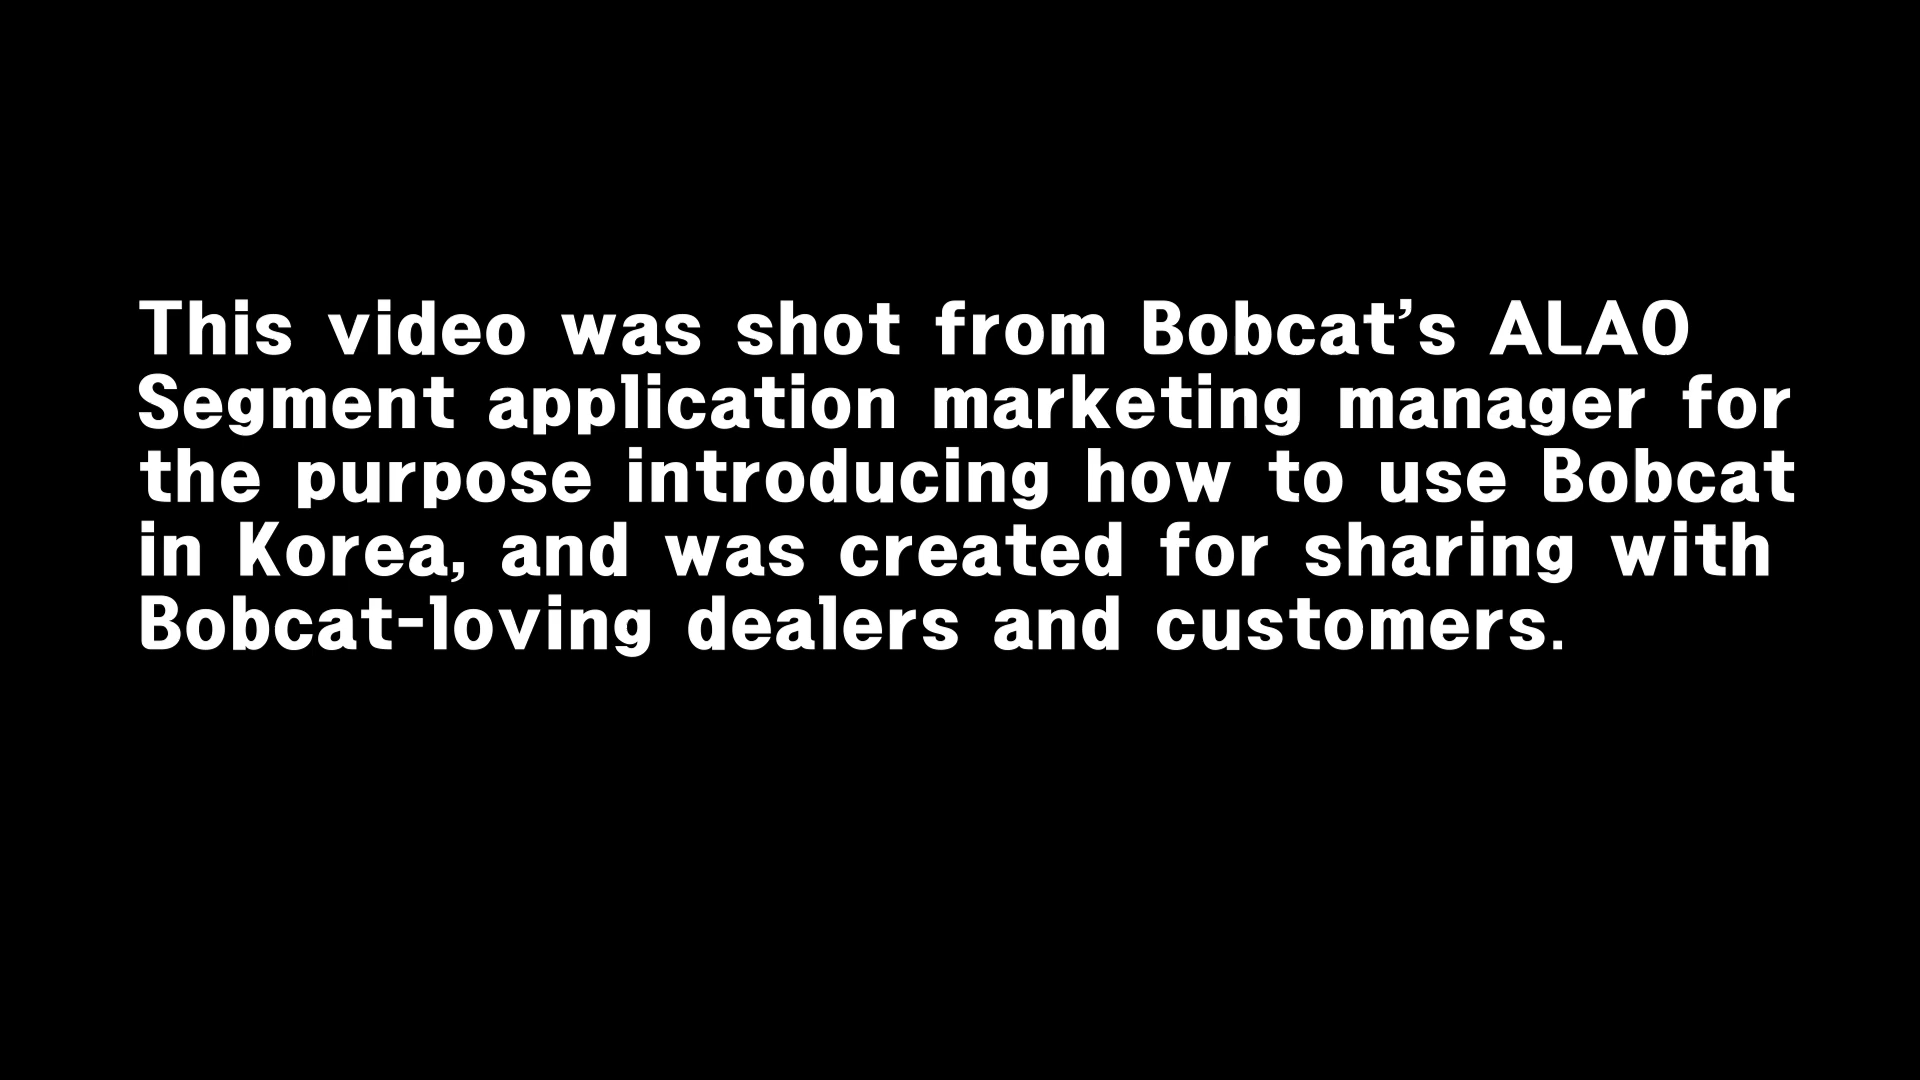 This video was shot from Bobcat’s ALAO
Segment application marketing manager for
the purpose introducing how to use Bobcat
in Korea, and was created for sharing with
Bobcat-loving dealers and customers.